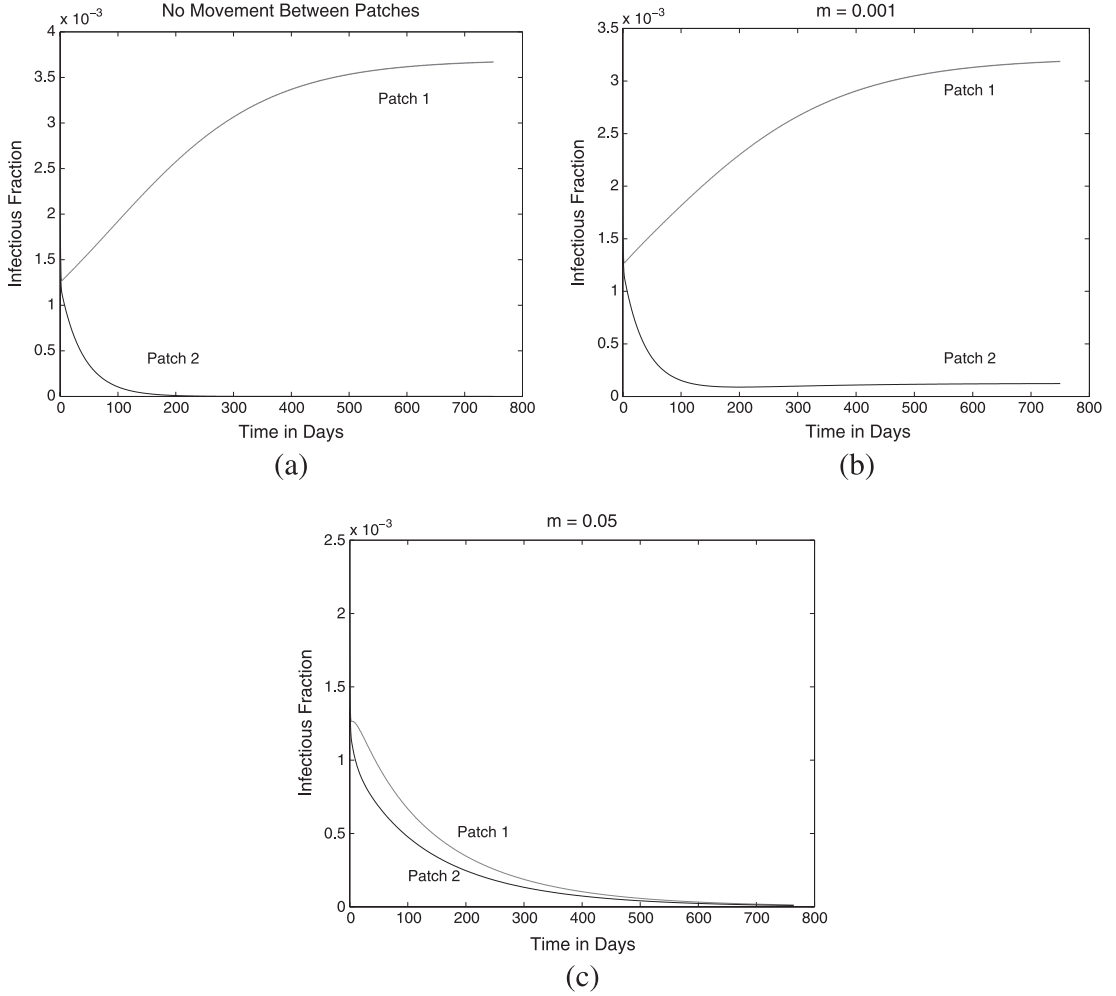 No Movement Between Patches
x 10⁻³
4
3.5
3
2.5
2
1.5
1
0.5
0
Infectious Fraction
Patch 1
Patch 2
0 100 200 300 400 500 600 700 800
Time in Days
(a)
m = 0.001
x 10⁻³
3.5
3
2.5
2
1.5
1
0.5
0
Infectious Fraction
Patch 1
Patch 2
0 100 200 300 400 500 600 700 800
Time in Days
(b)
m = 0.05
x 10⁻³
2.5
2
1.5
1
0.5
0
Infectious Fraction
Patch 1
Patch 2
0 100 200 300 400 500 600 700 800
Time in Days
(c)